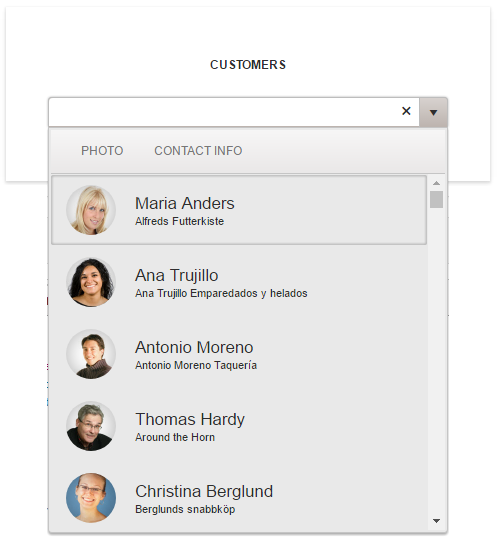 CUSTOMERS
PHOTO CONTACT INFO
Maria Anders
Alfreds Futterkiste
Ana Trujillo
Ana Trujillo Emparedados y helados
Antonio Moreno
Antonio Moreno Taquería
Thomas Hardy
Around the Horn
Christina Berglund
Berglunds snabbköp